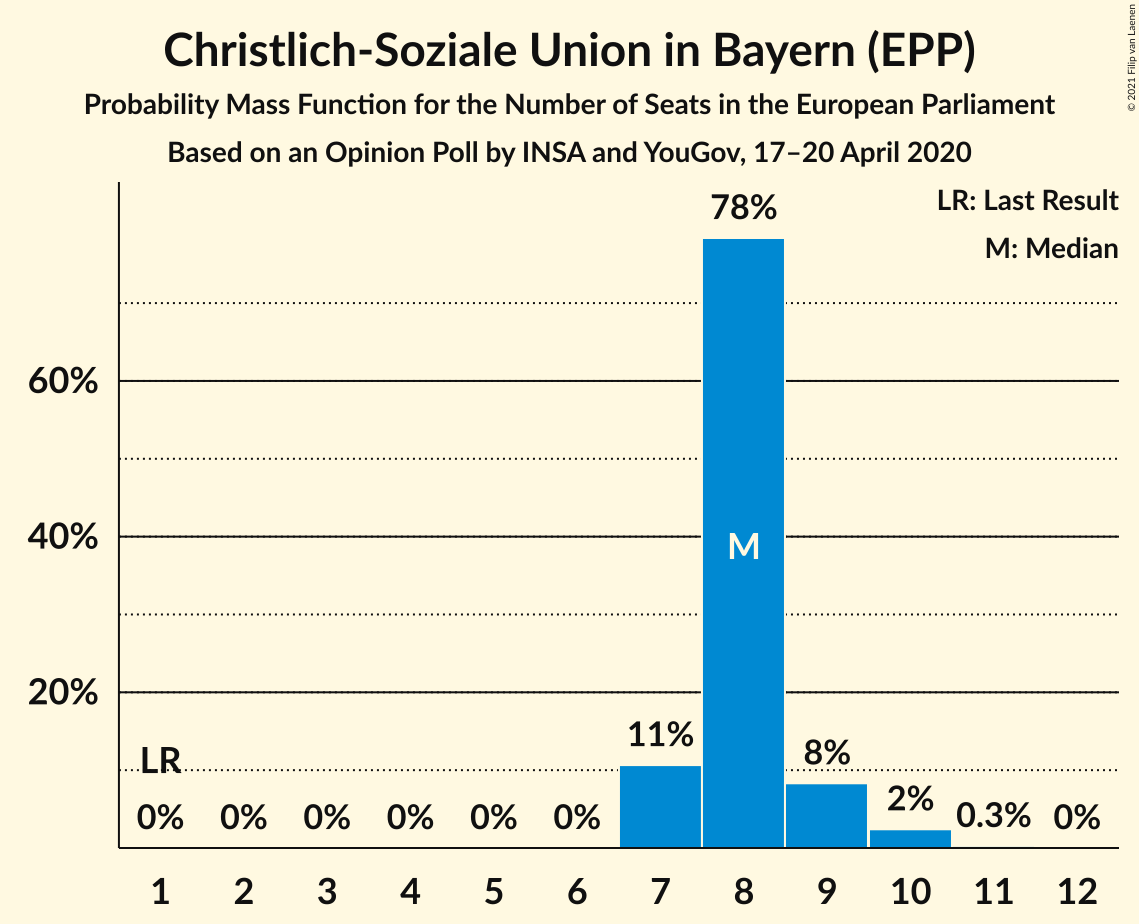 Christlich-Soziale Union in Bayern (EPP)
Probability Mass Function for the Number of Seats in the European Parliament
Based on an Opinion Poll by INSA and YouGov, 17–20 April 2020
© 2021 Filip van Laenen
LR: Last Result
M: Median
78%
60%
40%
M
20%
11%
LR
8%
2%
0% 0% 0% 0% 0% 0% 0.3% 0%
1 2 3 4 5 6 7 8 9 10 11 12